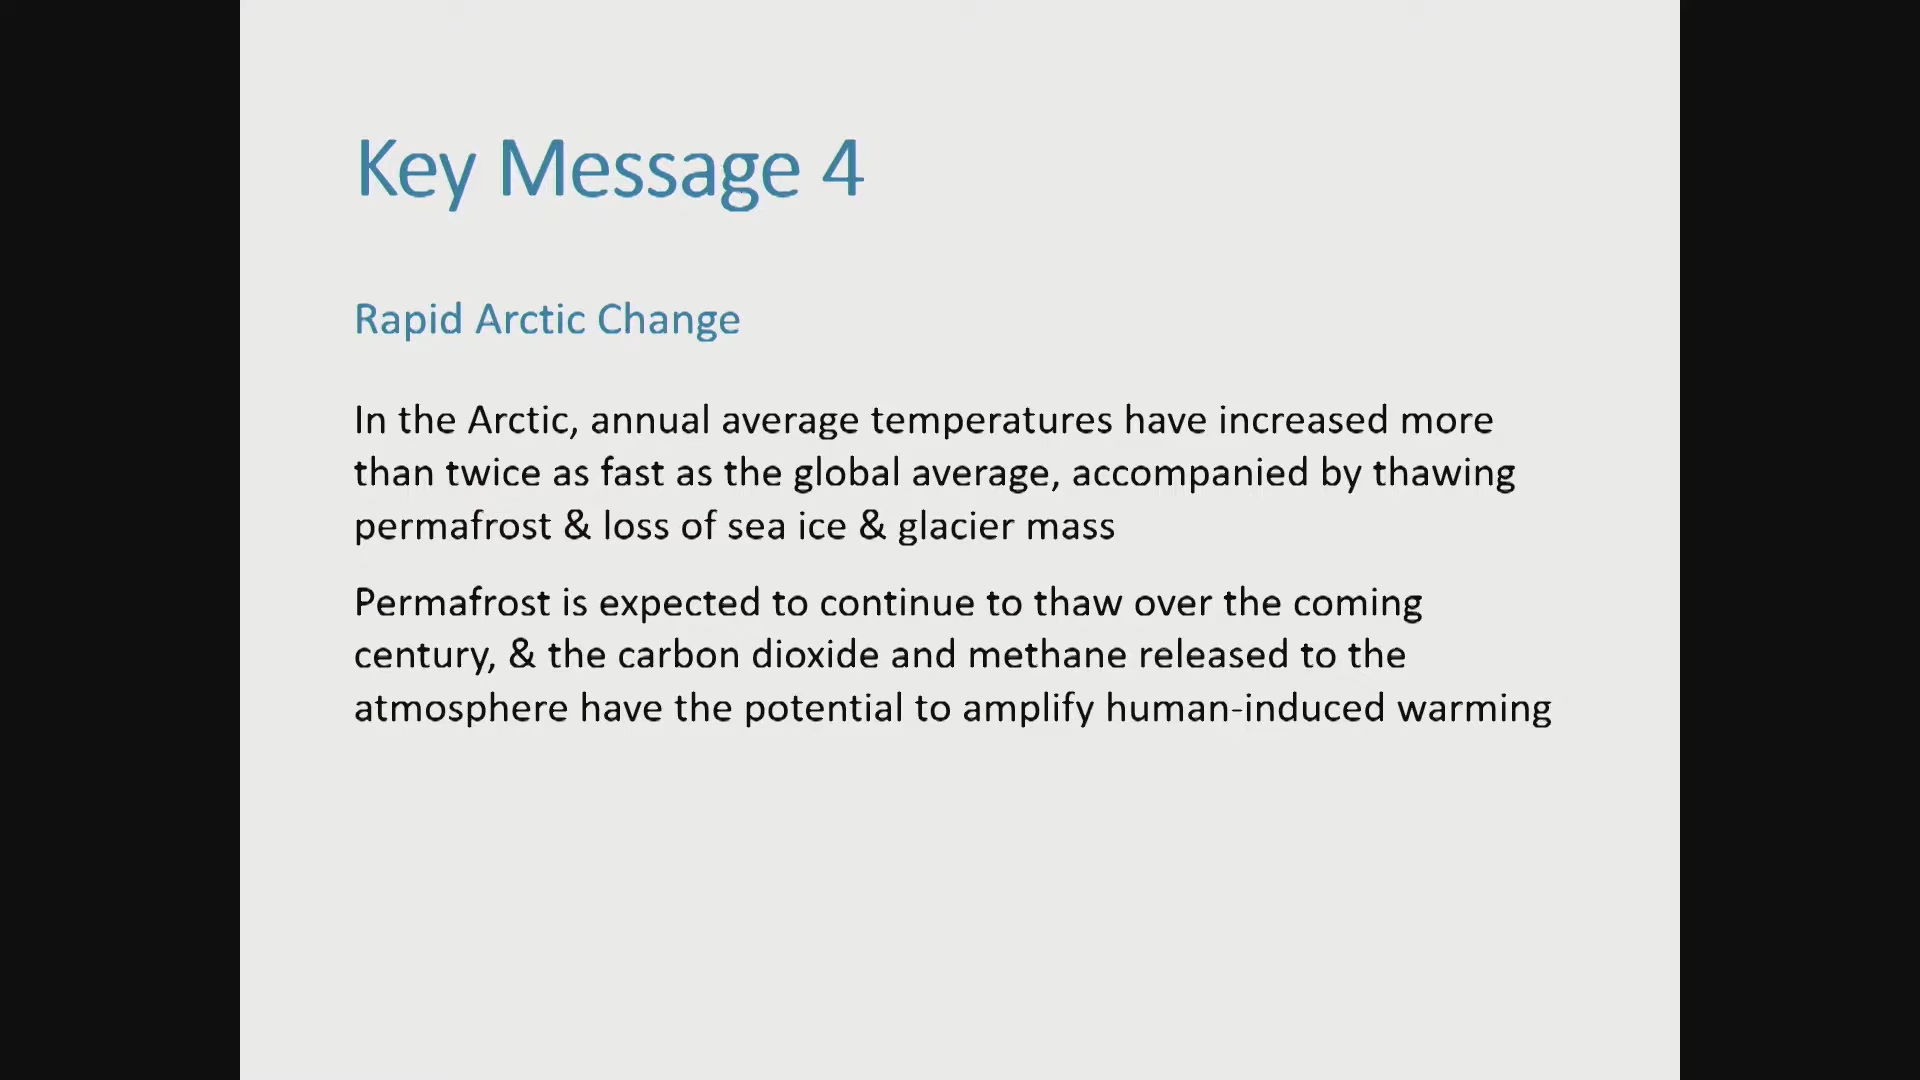 Key Message 4
Rapid Arctic Change
In the Arctic, annual average temperatures have increased more
than twice as fast as the global average, accompanied by thawing
permafrost & loss of sea ice & glacier mass
Permafrost is expected to continue to thaw over the coming
century, & the carbon dioxide and methane released to the
atmosphere have the potential to amplify human-induced warming